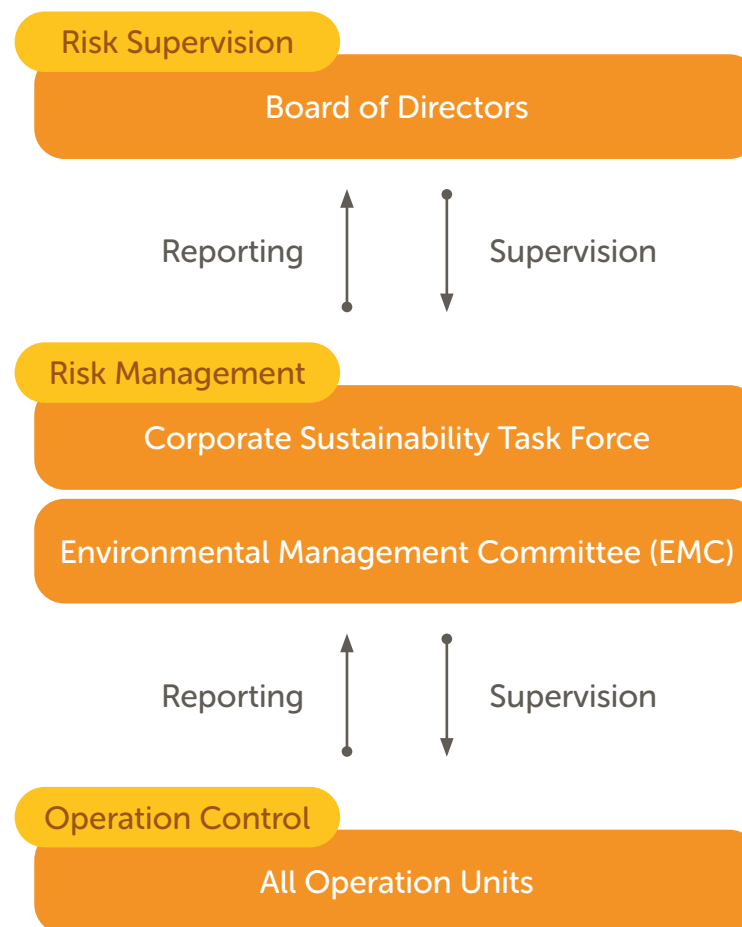 Risk Supervision
Board of Directors
Reporting
Supervision
Risk Management
Corporate Sustainability Task Force
Environmental Management Committee (EMC)
Reporting
Supervision
Operation Control
All Operation Units